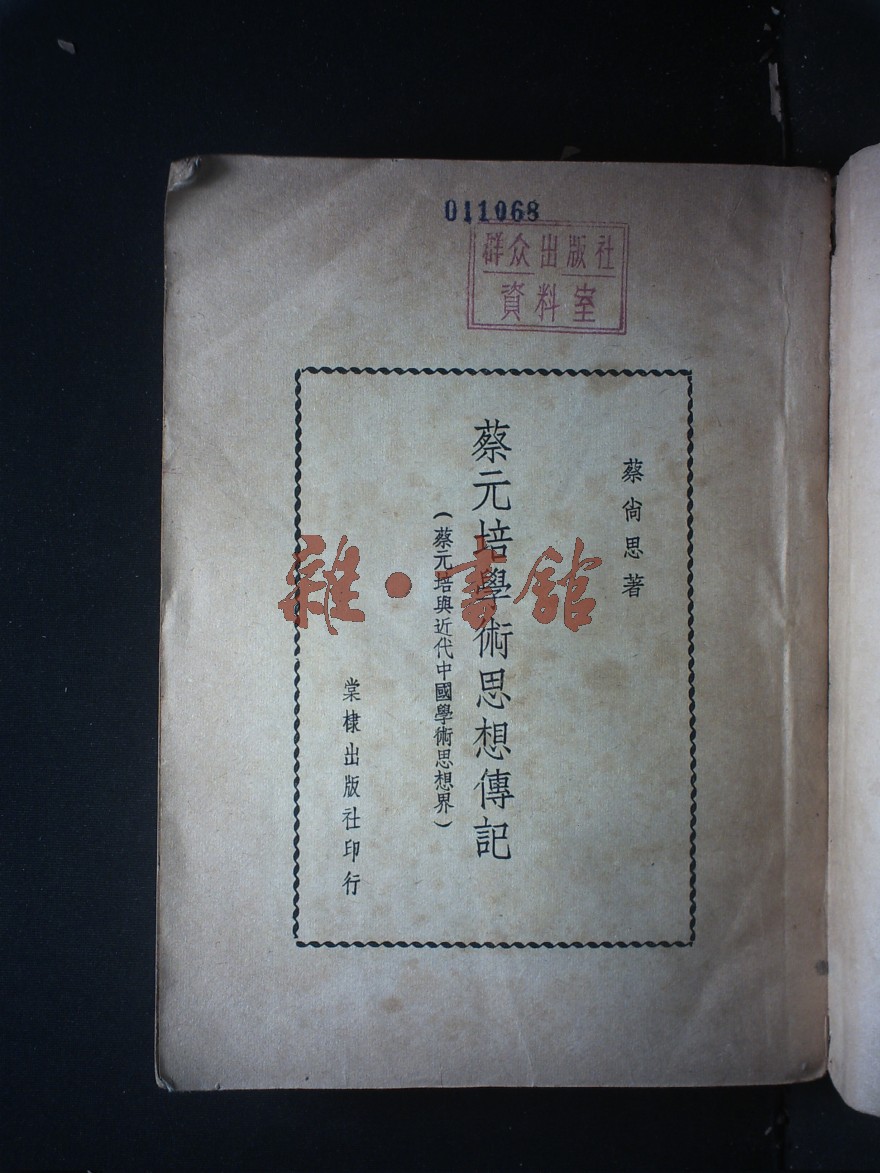 011068
群众出版社
資料室
蔡尚思著
蔡元培學術思想傳記
(蔡元培與近代中國學術思想界)
棠棣出版社印行
雜·書館